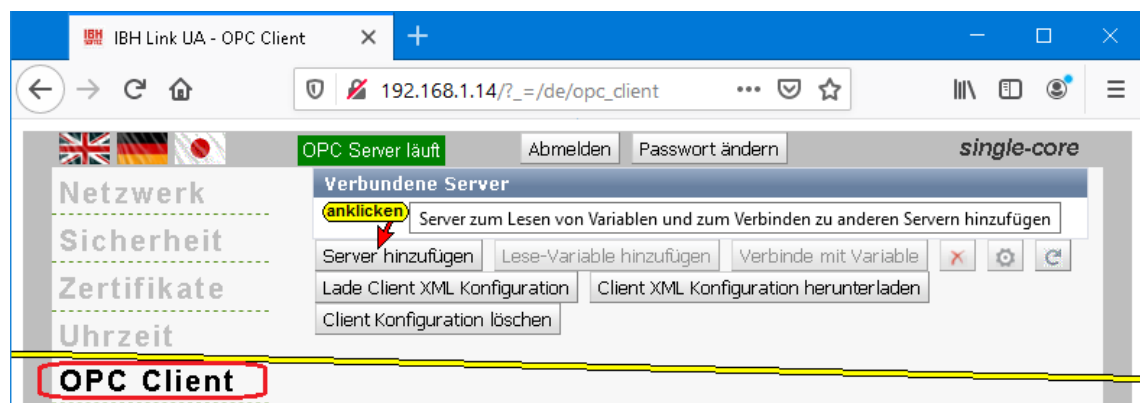 IBH
SOFTEC
IBH Link UA - OPC Client
192.168.1.14/?_=/de/opc_client
OPC Server läuft
Abmelden
Passwort ändern
single-core
Netzwerk
Sicherheit
Zertifikate
Uhrzeit
OPC Client
Verbundene Server
anklicken
Server zum Lesen von Variablen und zum Verbinden zu anderen Servern hinzufügen
Server hinzufügen
Lese-Variable hinzufügen
Verbinde mit Variable
Lade Client XML Konfiguration
Client XML Konfiguration herunterladen
Client Konfiguration löschen